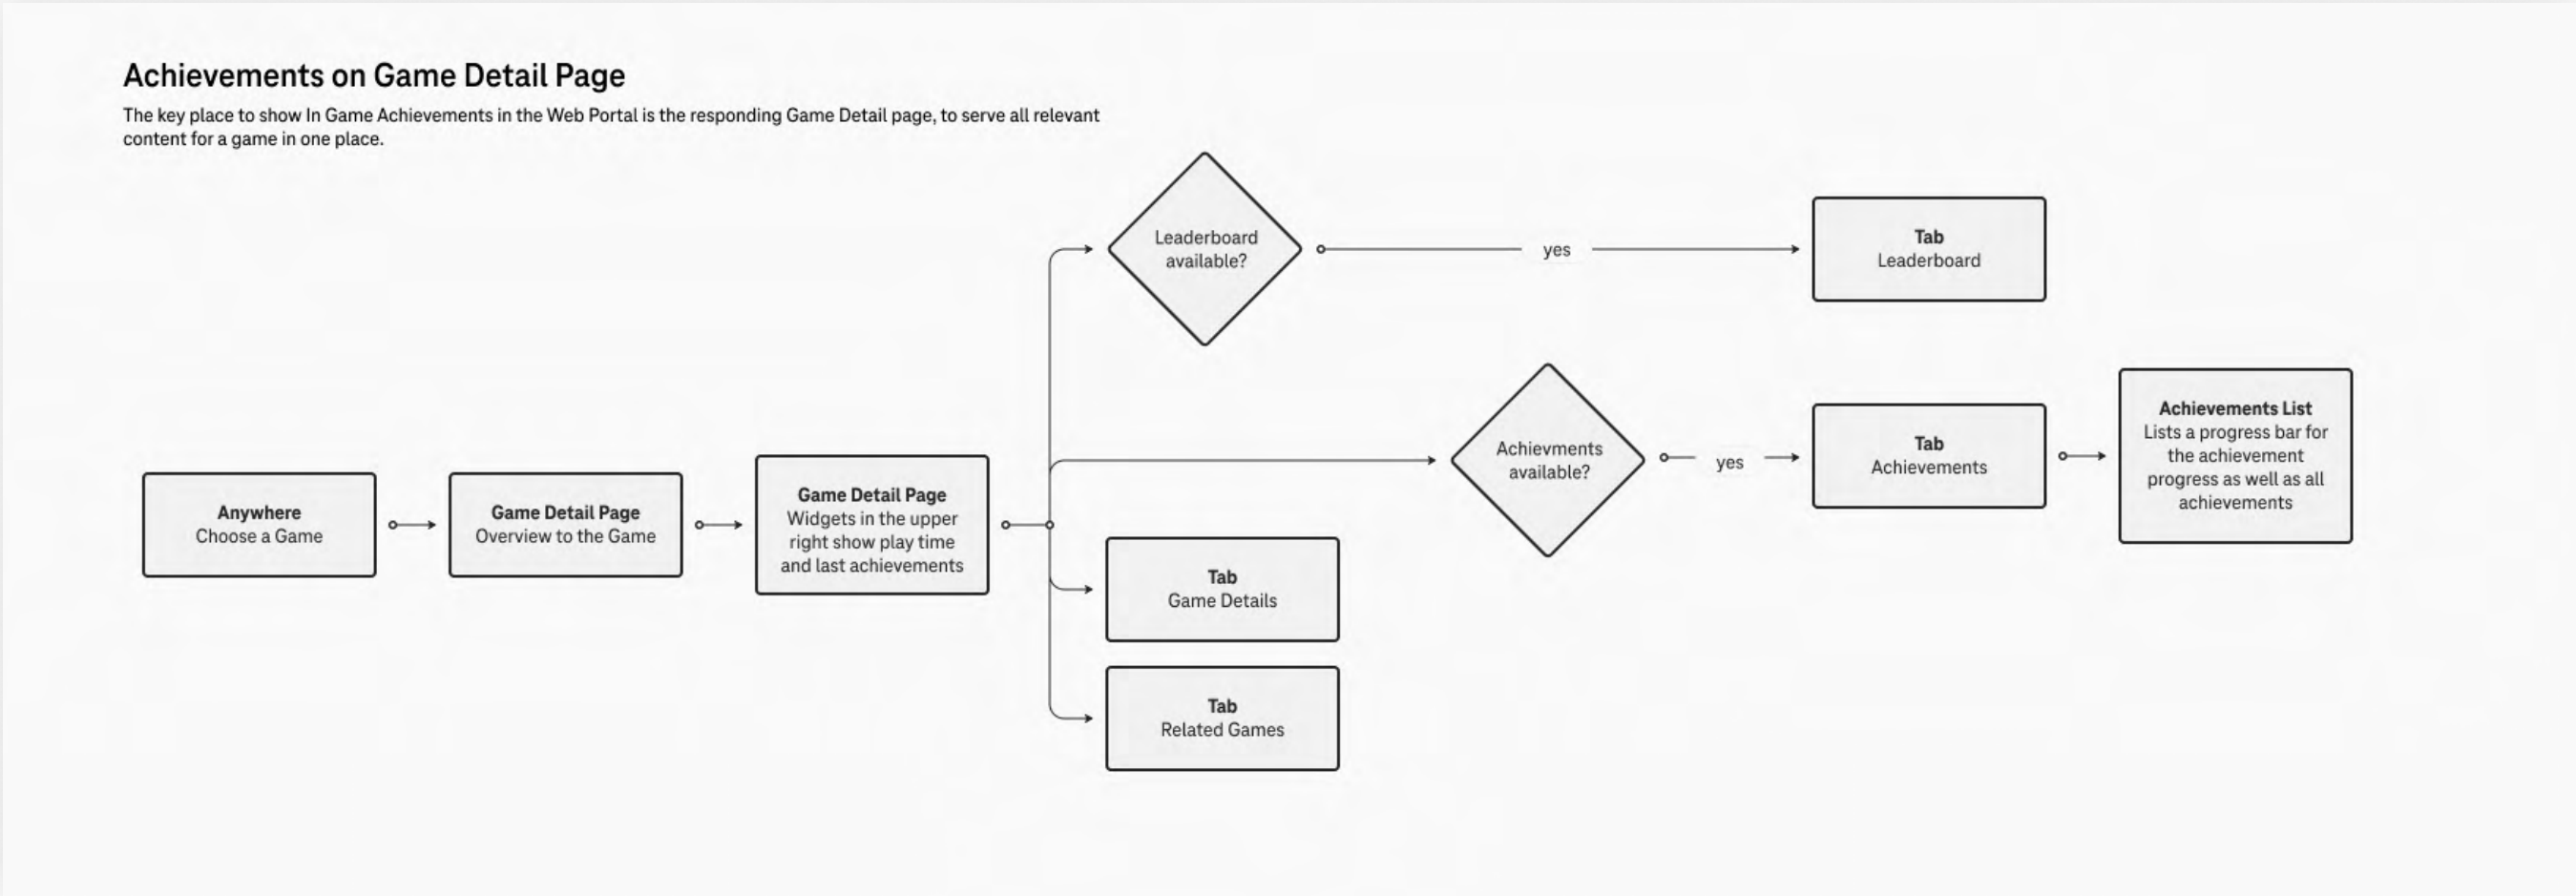 Achievements on Game Detail Page
The key place to show In Game Achievements in the Web Portal is the responding Game Detail page, to serve all relevant
content for a game in one place.
Leaderboard
available?
yes
Tab
Leaderboard
Anywhere
Choose a Game
Game Detail Page
Overview to the Game
Game Detail Page
Widgets in the upper
right show play time
and last achievements
Achievments
available?
yes
Tab
Achievements
Achievements List
Lists a progress bar for
the achievement
progress as well as all
achievements
Tab
Game Details
Tab
Related Games